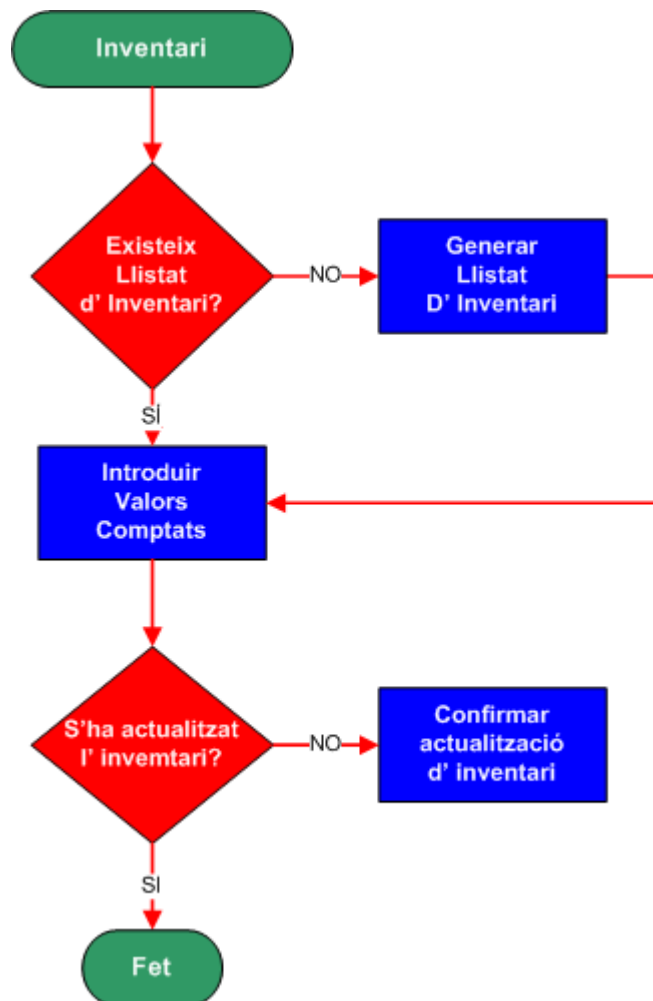 Inventari
Existeix
Llistat
d' Inventari?
NO
Generar
Llistat
D' Inventari
SÍ
Introduir
Valors
Comptats
S'ha actualitzat
l' invemtari?
NO
Confirmar
actualització
d' inventari
SI
Fet